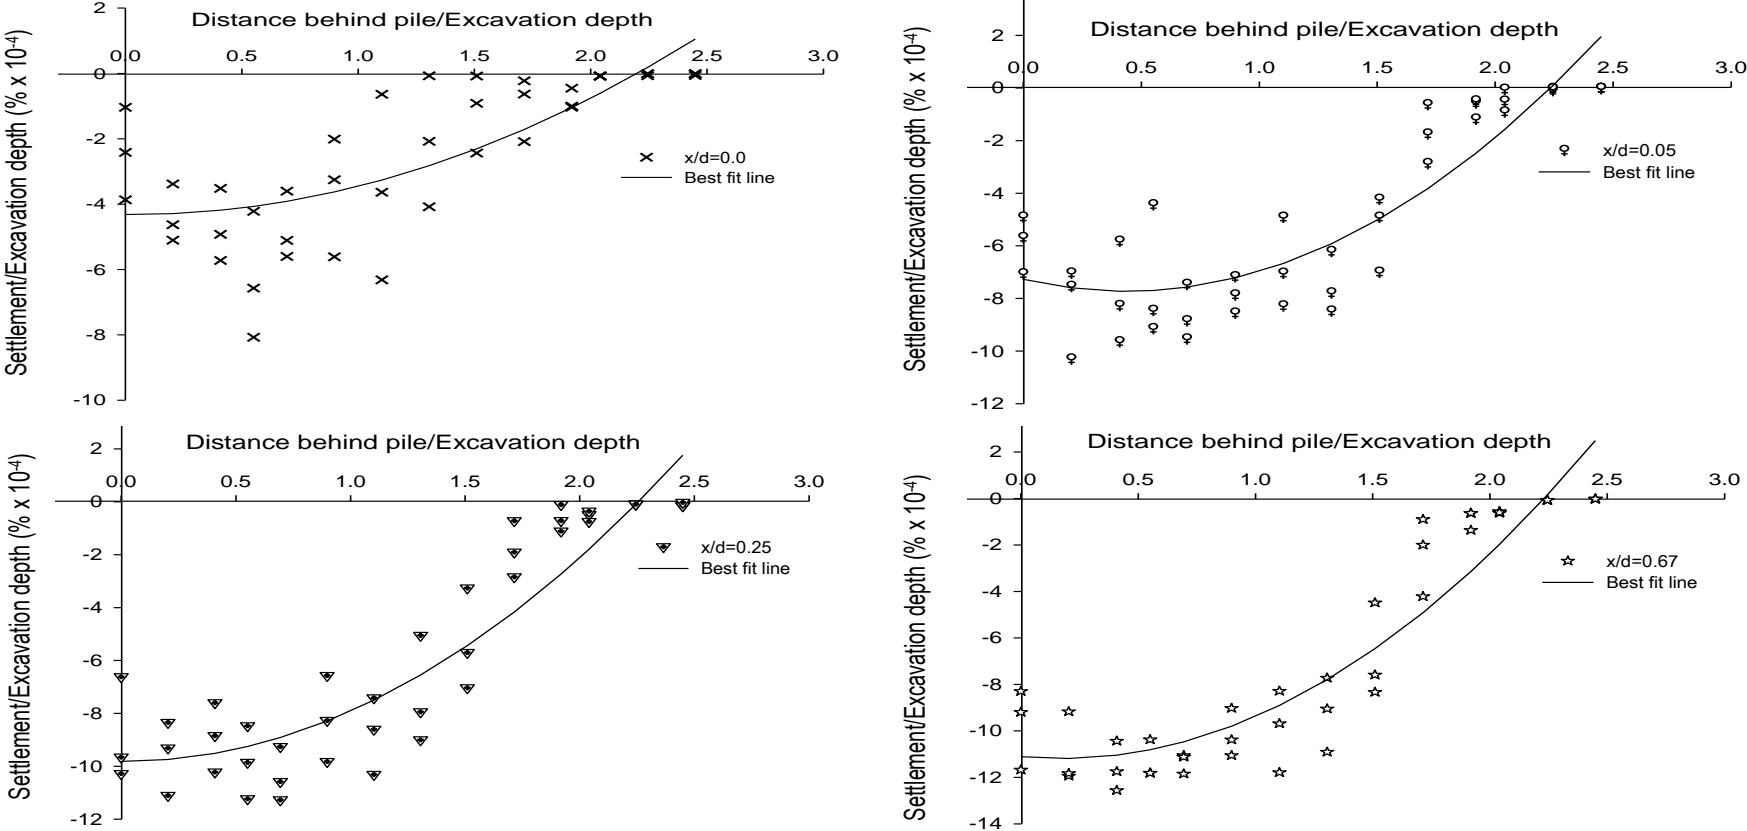 Distance behind pile/Excavation depth
2
0.0 0.5 1.0 1.5 2.0 2.5 3.0
0
-2
-4
-6
-8
-10
Settlement/Excavation depth (% x 10-4)
x/d=0.0
Best fit line
Distance behind pile/Excavation depth
2
0.0 0.5 1.0 1.5 2.0 2.5 3.0
0
-2
-4
-6
-8
-10
-12
Settlement/Excavation depth (% x 10-4)
x/d=0.05
Best fit line
Distance behind pile/Excavation depth
2
0.0 0.5 1.0 1.5 2.0 2.5 3.0
0
-2
-4
-6
-8
-10
-12
Settlement/Excavation depth (% x 10-4)
x/d=0.25
Best fit line
Distance behind pile/Excavation depth
2
0.0 0.5 1.0 1.5 2.0 2.5 3.0
0
-2
-4
-6
-8
-10
-12
-14
Settlement/Excavation depth (% x 10-4)
x/d=0.67
Best fit line